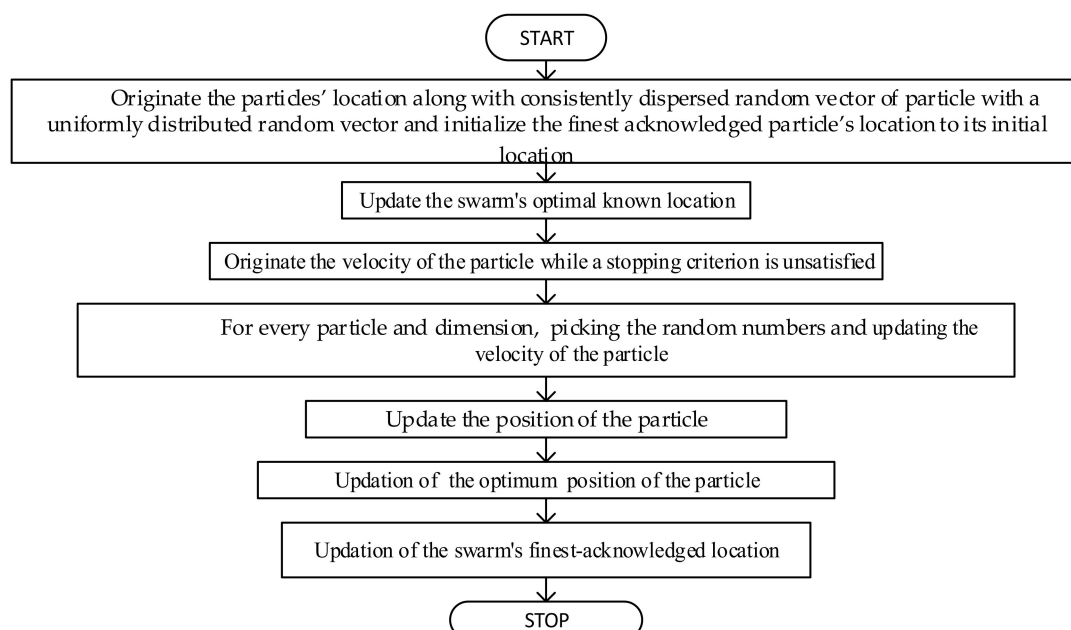 START
Originate the particles’ location along with consistently dispersed random vector of particle with a
uniformly distributed random vector and initialize the finest acknowledged particle’s location to its initial
location
Update the swarm's optimal known location
Originate the velocity of the particle while a stopping criterion is unsatisfied
For every particle and dimension, picking the random numbers and updating the
velocity of the particle
Update the position of the particle
Updation of the optimum position of the particle
Updation of the swarm's finest-acknowledged location
STOP